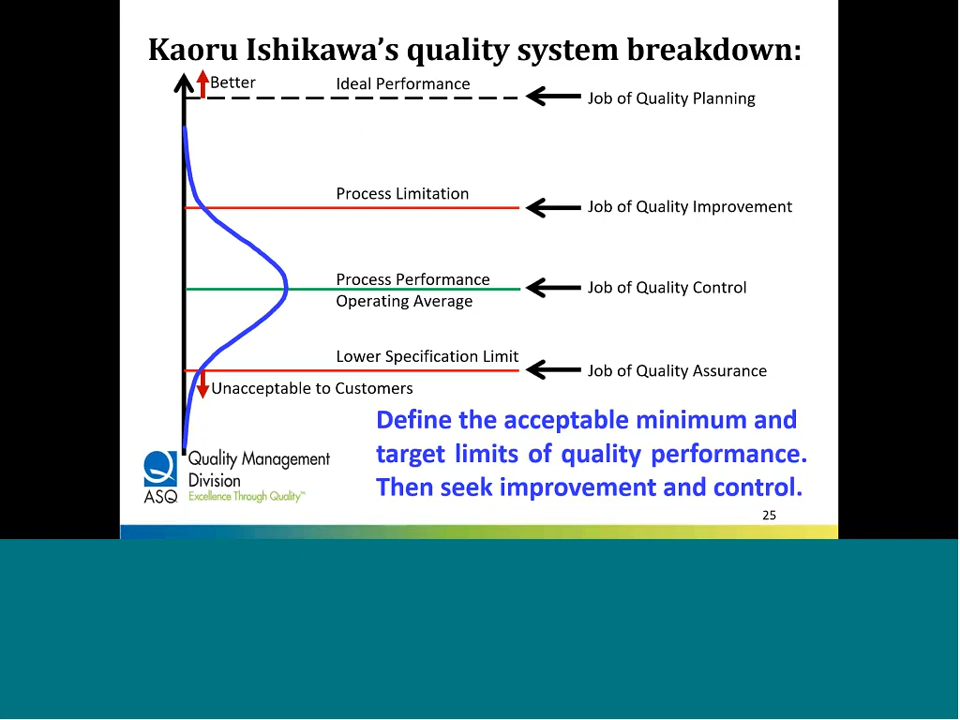 Kaoru Ishikawa's quality system breakdown:
Better
Ideal Performance
Job of Quality Planning
Process Limitation
Job of Quality Improvement
Process Performance
Operating Average
Job of Quality Control
Lower Specification Limit
Job of Quality Assurance
Unacceptable to Customers
Define the acceptable minimum and
target limits of quality performance.
Then seek improvement and control.
Quality Management
Division
ASQ Excellence Through Quality™
25